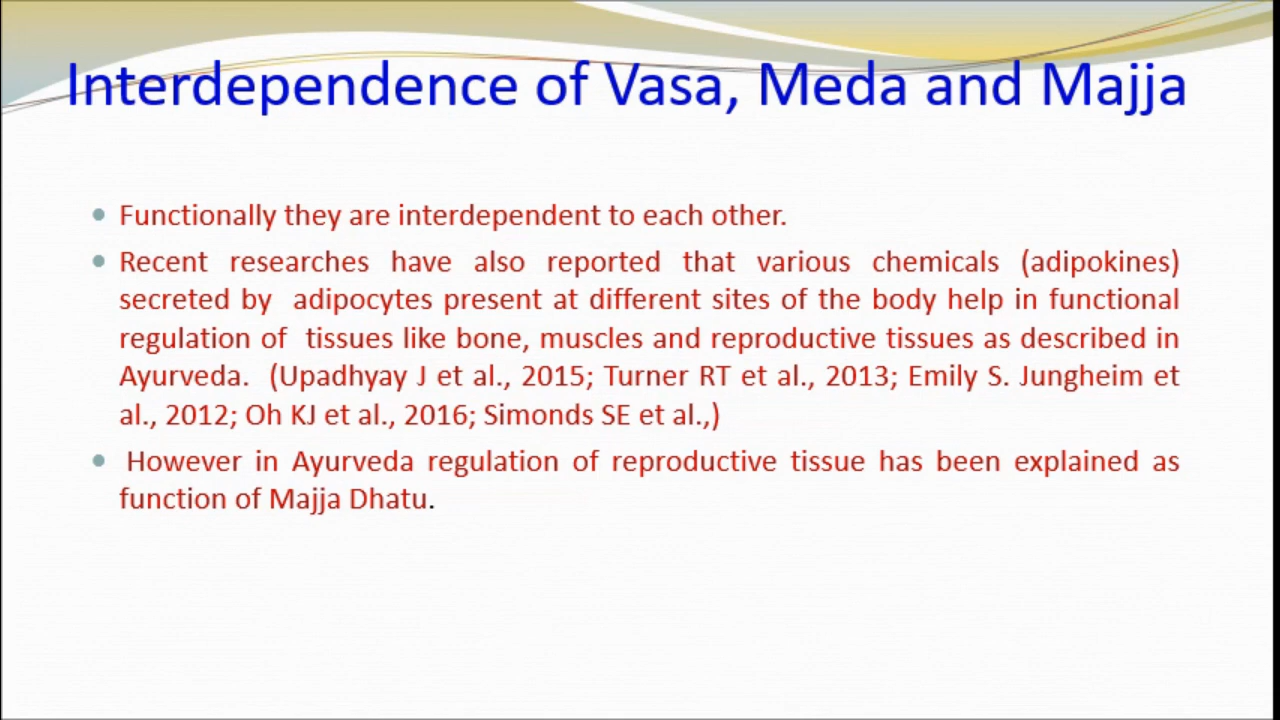 Interdependence of Vasa, Meda and Majja
Functionally they are interdependent to each other.
Recent researches have also reported that various chemicals (adipokines)
secreted by adipocytes present at different sites of the body help in functional
regulation of tissues like bone, muscles and reproductive tissues as described in
Ayurveda. (Upadhyay J et al., 2015; Turner RT et al., 2013; Emily S. Jungheim et
al., 2012; Oh KJ et al., 2016; Simonds SE et al.,)
However in Ayurveda regulation of reproductive tissue has been explained as
function of Majja Dhatu.